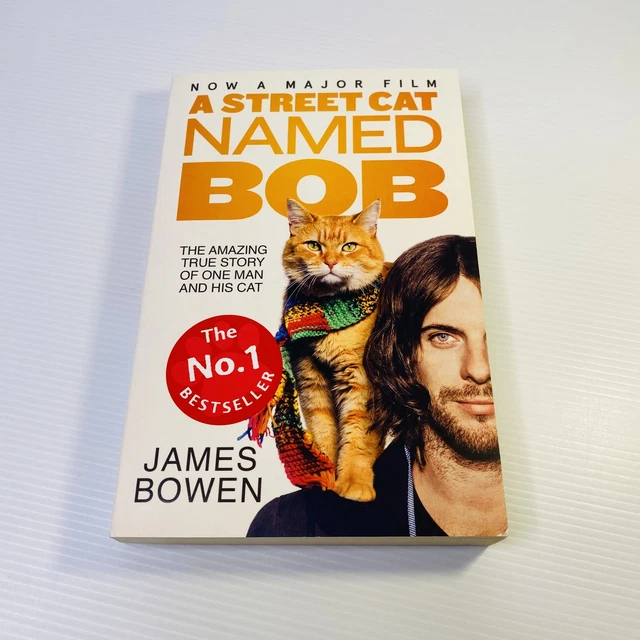 NOW A MAJOR FILM
A STREET CAT
NAMED
BOB
THE AMAZING
TRUE STORY
OF ONE MAN
AND HIS CAT
The
No.1
BESTSELLER
JAMES
BOWEN